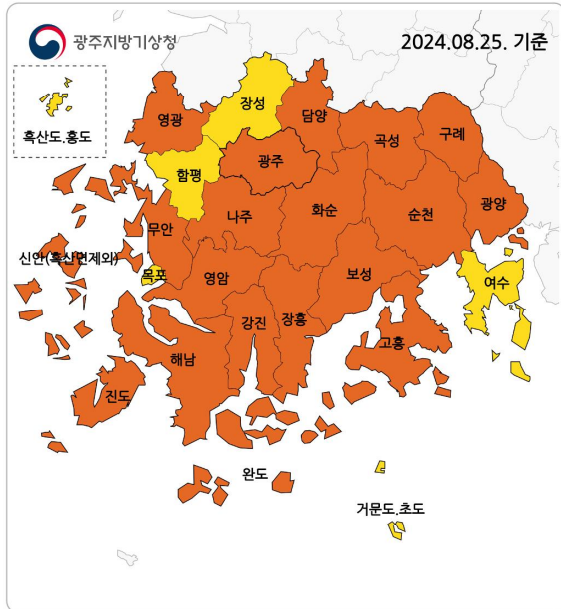 광주지방기상청
2024.08.25. 기준
흑산도.홍도
영광
장성
담양
곡성
구례
함평
광주
무안
나주
화순
순천
광양
신안(흑산면제외)
목포
영암
보성
여수
강진
장흥
해남
고흥
진도
완도
거문도.초도